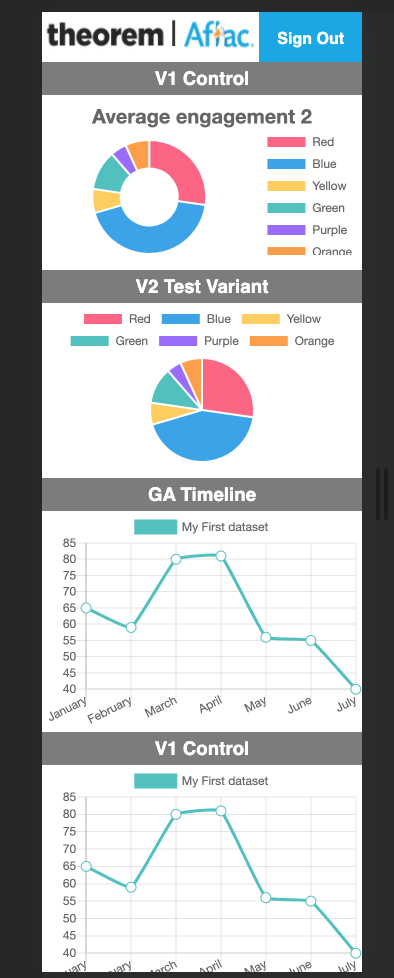 theorem | Aflac. Sign Out
V1 Control
Average engagement 2
Red
Blue
Yellow
Green
Purple
Orange
V2 Test Variant
Red Blue Yellow
Green Purple Orange
GA Timeline
My First dataset
85
80
75
70
65
60
55
50
45
40
January February March April May June July
V1 Control
My First dataset
85
80
75
70
65
60
55
50
45
40
uary uary arch April May June July